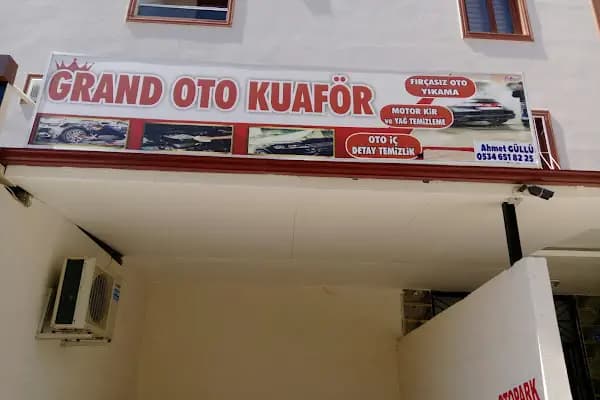 GRAND OTO KUAFÖR
FIRÇASIZ OTO
YIKAMA
MOTOR KİR
ve YAĞ TEMİZLEME
OTO İÇ
DETAY TEMİZLİK
Ahmet GÜLLÜ
0534 651 82 25
OTOPARK